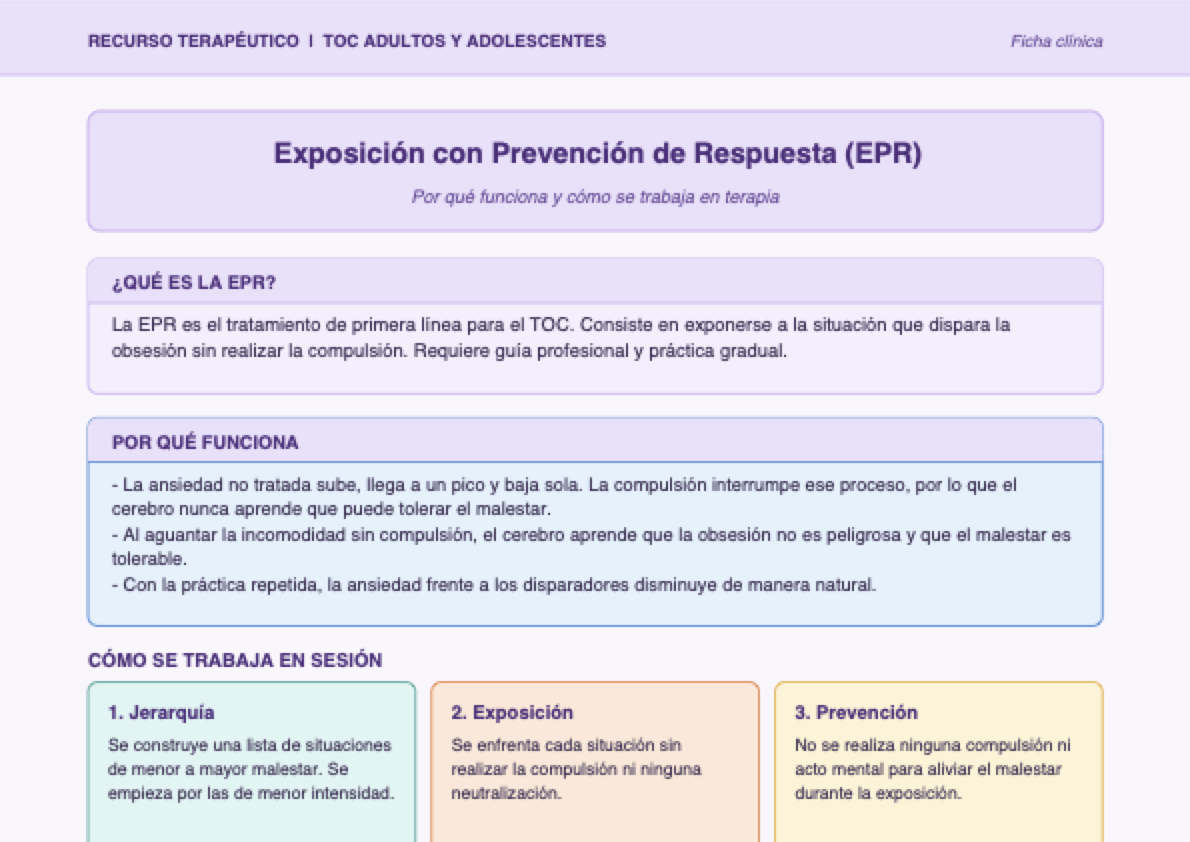 RECURSO TERAPÉUTICO | TOC ADULTOS Y ADOLESCENTES
Ficha clínica
Exposición con Prevención de Respuesta (EPR)
Por qué funciona y cómo se trabaja en terapia
¿QUÉ ES LA EPR?
La EPR es el tratamiento de primera línea para el TOC. Consiste en exponerse a la situación que dispara la
obsesión sin realizar la compulsión. Requiere guía profesional y práctica gradual.
POR QUÉ FUNCIONA
- La ansiedad no tratada sube, llega a un pico y baja sola. La compulsión interrumpe ese proceso, por lo que el
cerebro nunca aprende que puede tolerar el malestar.
- Al aguantar la incomodidad sin compulsión, el cerebro aprende que la obsesión no es peligrosa y que el malestar es
tolerable.
- Con la práctica repetida, la ansiedad frente a los disparadores disminuye de manera natural.
CÓMO SE TRABAJA EN SESIÓN
1. Jerarquía
Se construye una lista de situaciones
de menor a mayor malestar. Se
empieza por las de menor intensidad.
2. Exposición
Se enfrenta cada situación sin
realizar la compulsión ni ninguna
neutralización.
3. Prevención
No se realiza ninguna compulsión ni
acto mental para aliviar el malestar
durante la exposición.